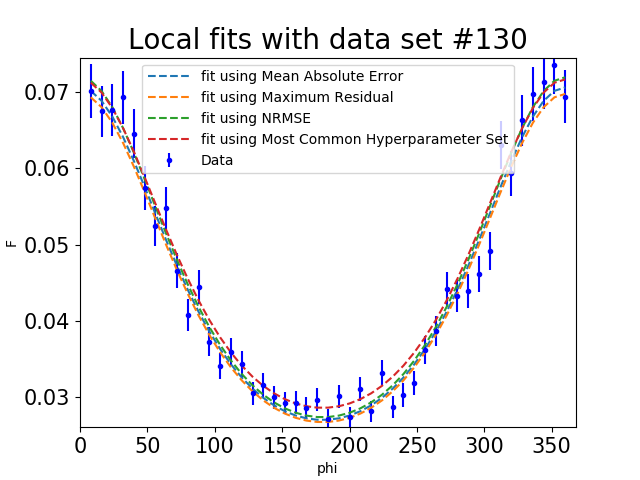 Local fits with data set #130
fit using Mean Absolute Error
fit using Maximum Residual
fit using NRMSE
fit using Most Common Hyperparameter Set
Data
0.07
0.06
0.05
0.04
0.03
F
0 50 100 150 200 250 300 350
phi